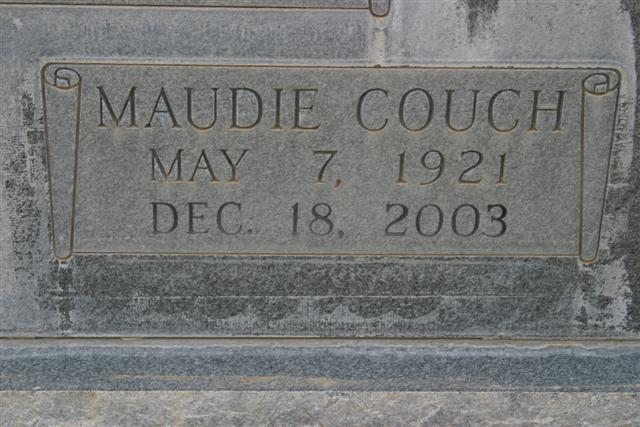 MAUDIE COUCH
MAY 7, 1921
DEC. 18, 2003